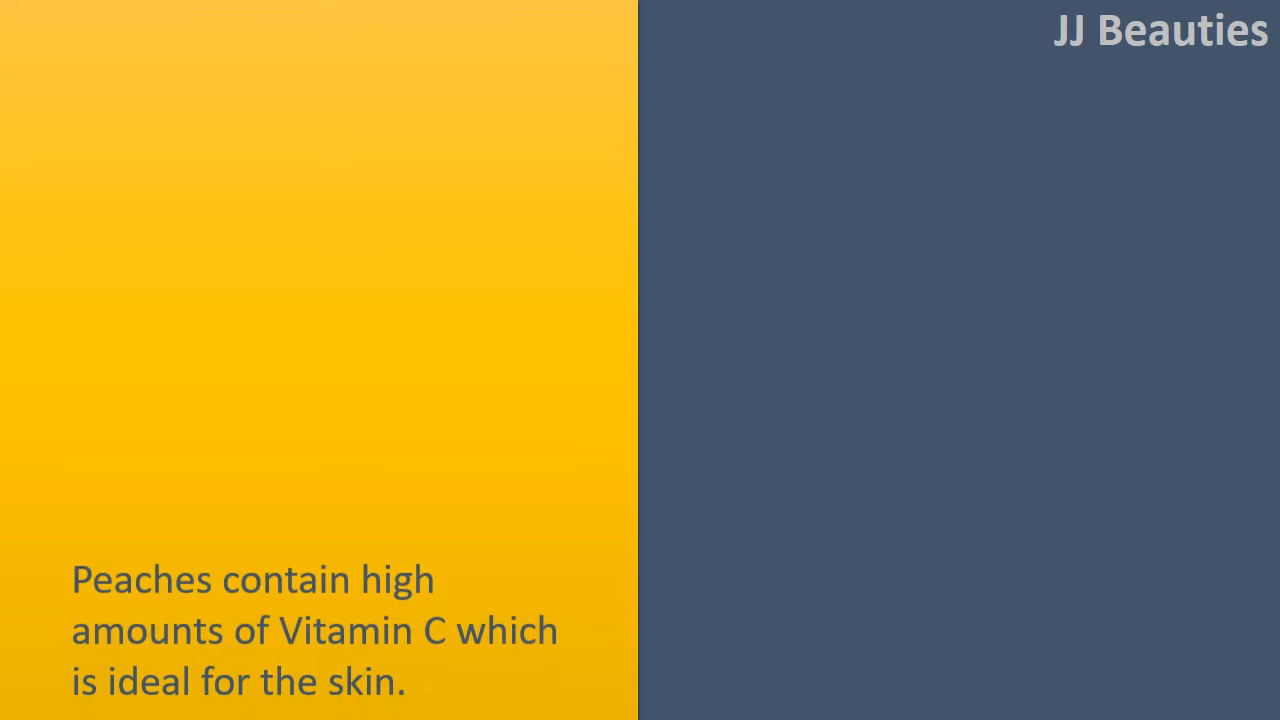 JJ Beauties
Peaches contain high
amounts of Vitamin C which
is ideal for the skin.